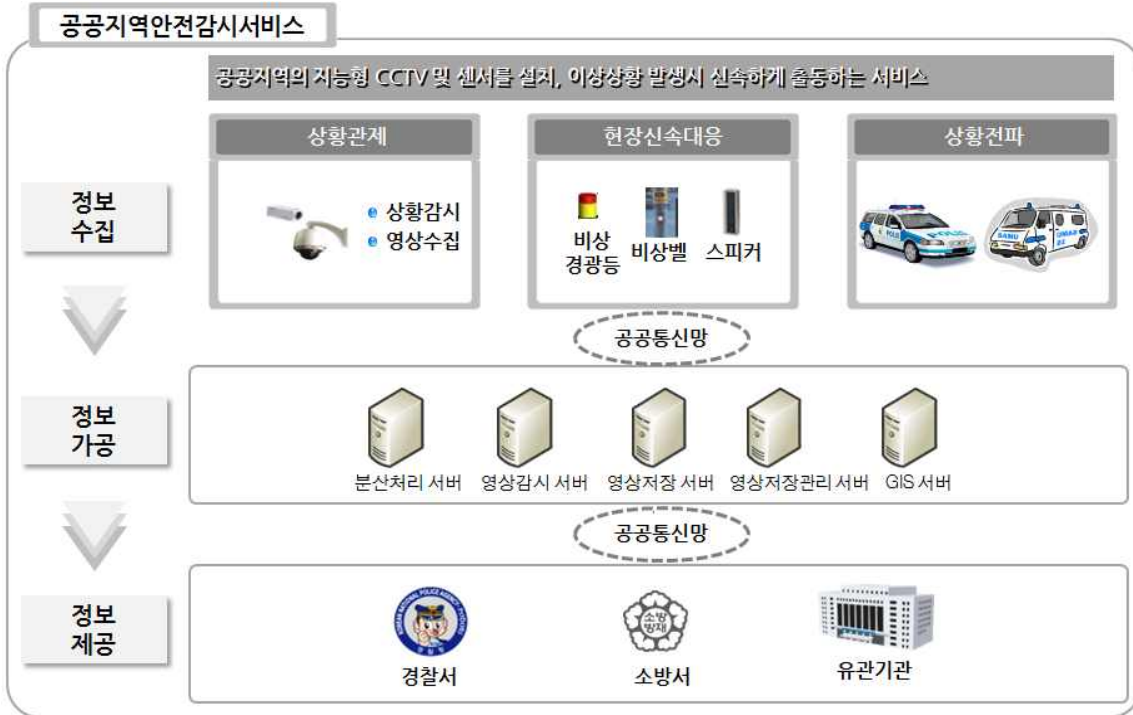 공공지역안전감시서비스
공공지역의 지능형 CCTV 및 센서를 설치, 이상상황 발생시 신속하게 출동하는 서비스
상황관제
현장신속대응
상황전파
정보
수집
상황감시
영상수집
비상
경광등
비상벨
스피커
POLIS
공공통신망
정보
가공
분산처리 서버
영상감시 서버
영상저장 서버
영상저장관리 서버
GIS 서버
공공통신망
정보
제공
소방
방재
경찰서
소방서
유관기관